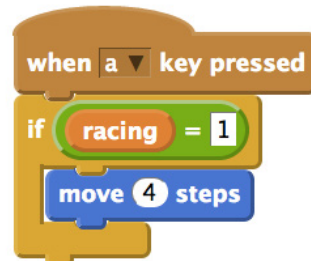 when a key pressed
if racing = 1
move 4 steps